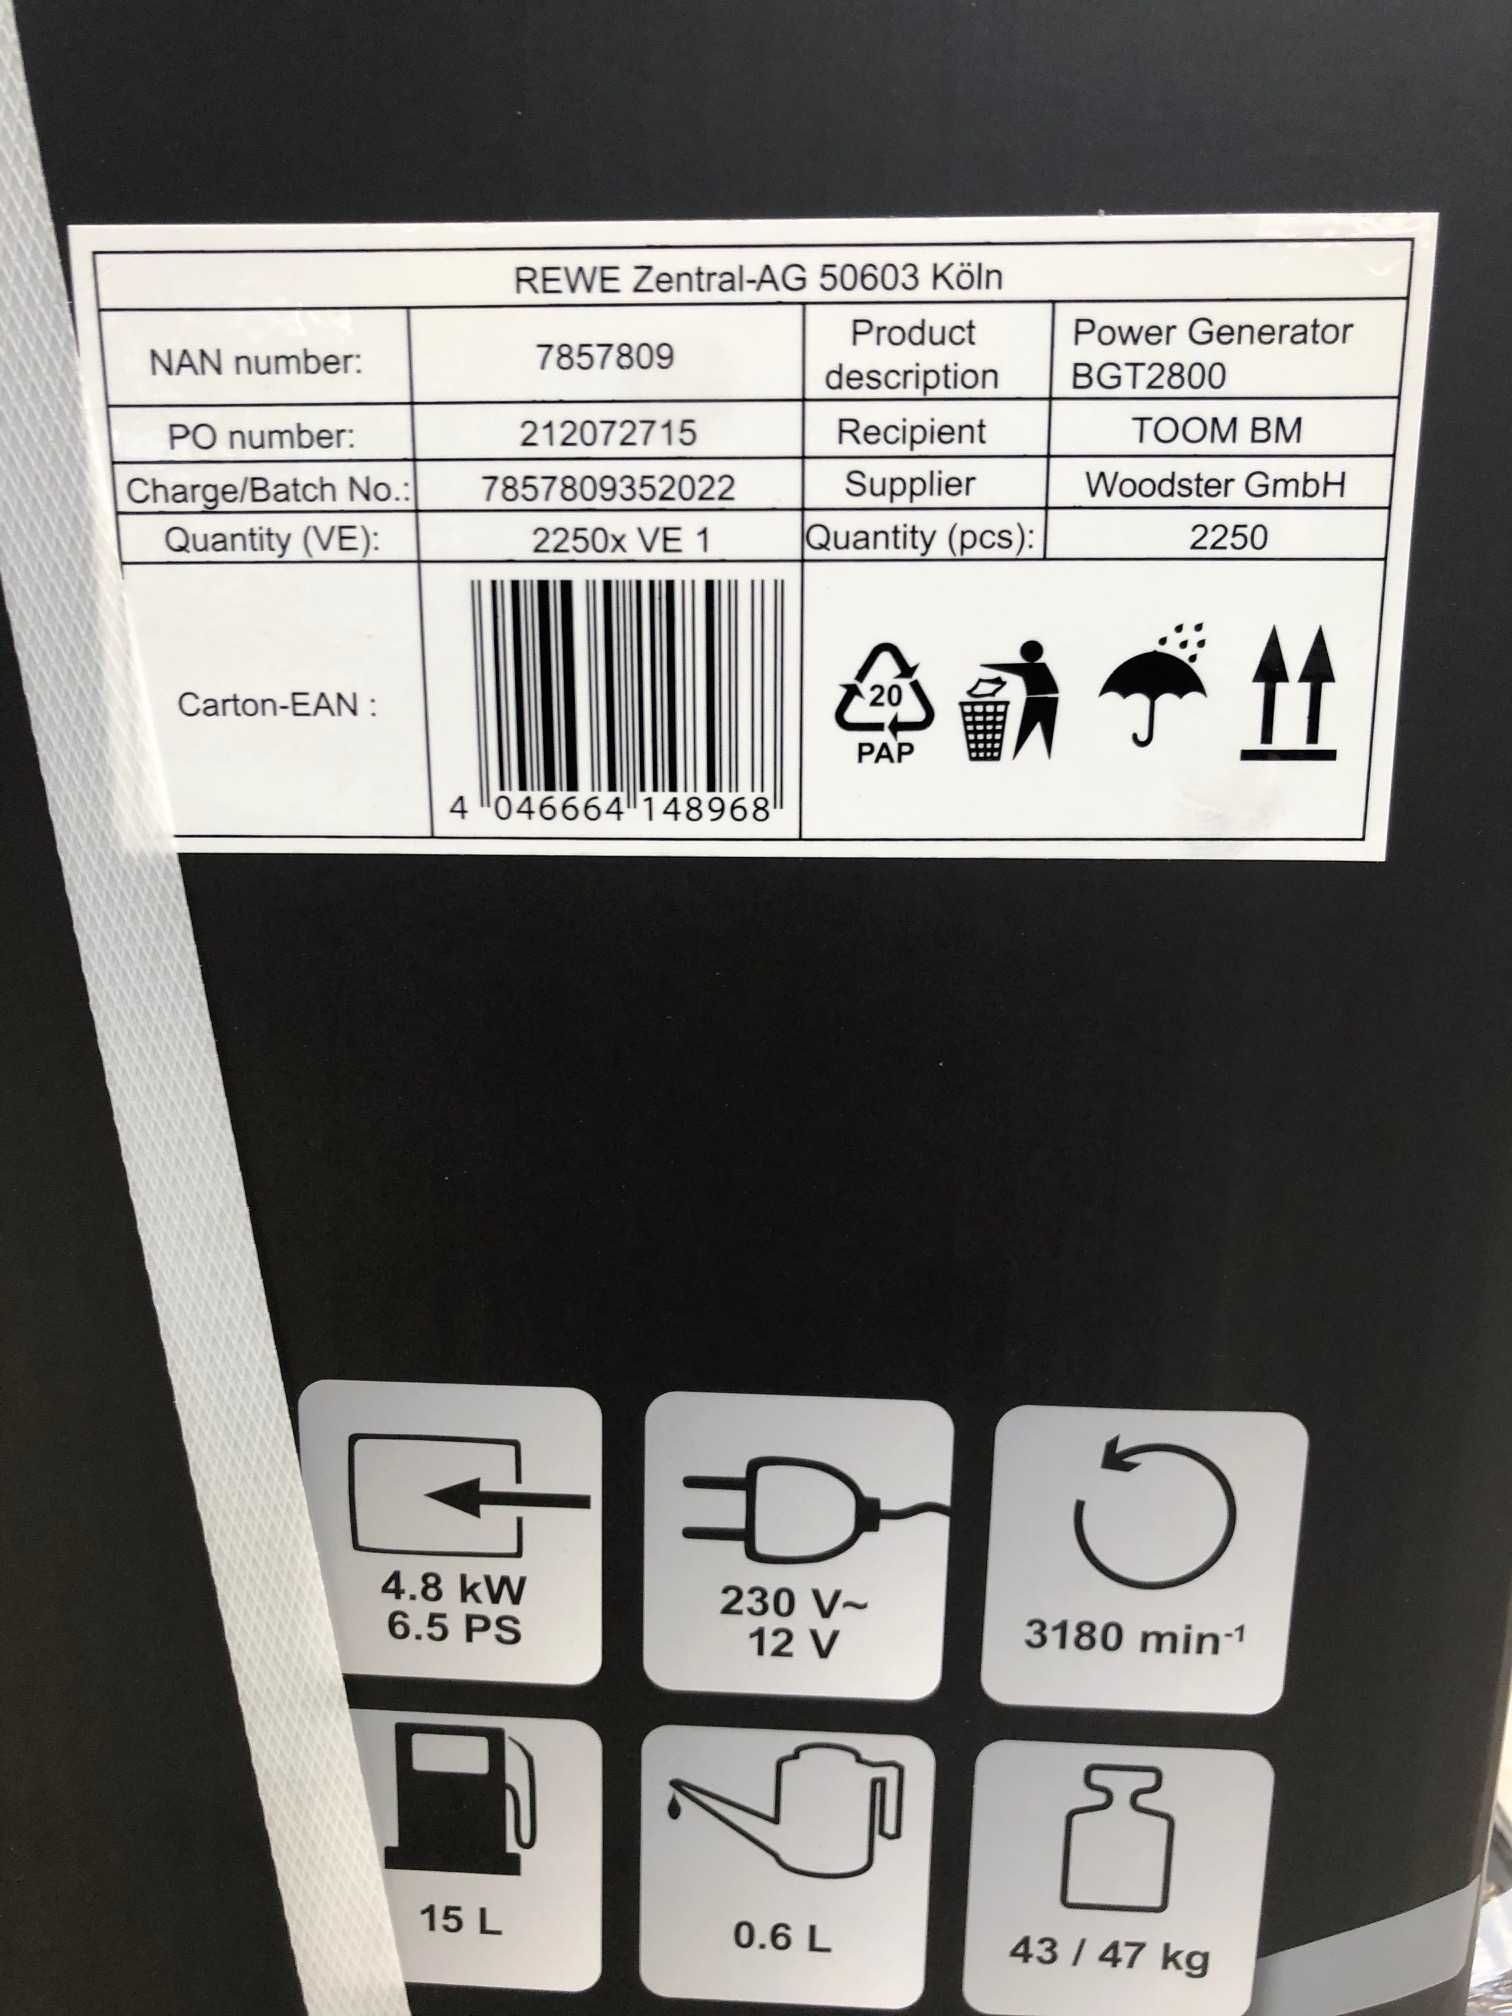 REWE Zentral-AG 50603 Köln
NAN number: 7857809 Product description Power Generator BGT2800
PO number: 212072715 Recipient TOOM BM
Charge/Batch No.: 7857809352022 Supplier Woodster GmbH
Quantity (VE): 2250x VE 1 Quantity (pcs): 2250
Carton-EAN :
4 046664 148968
20
PAP
4.8 kW
6.5 PS
230 V~
12 V
3180 min⁻¹
15 L
0.6 L
43 / 47 kg